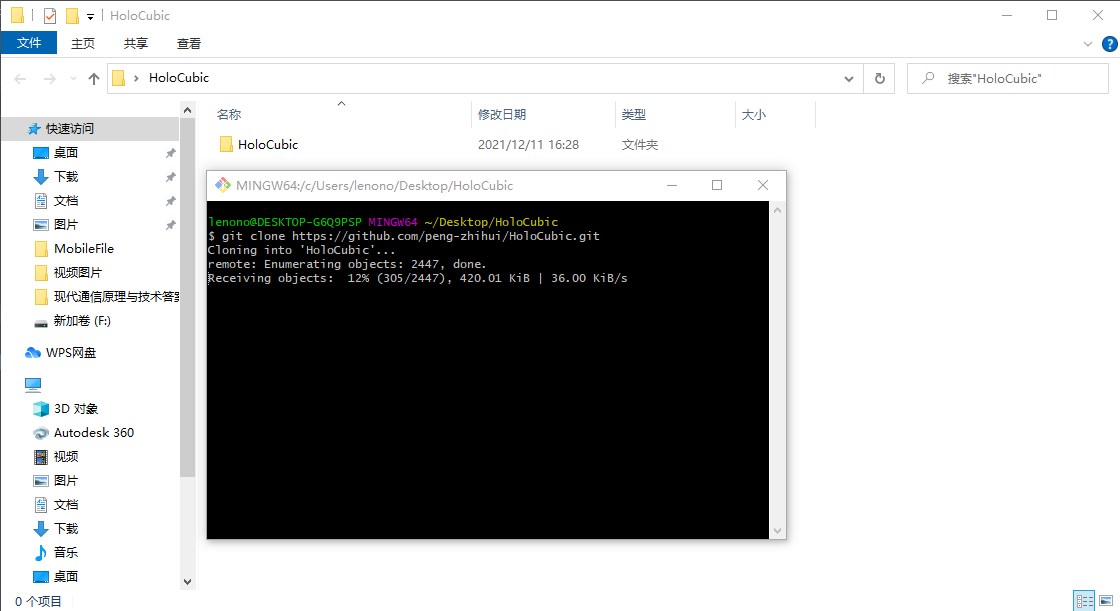 HoloCubic
文件 主页 共享 查看
HoloCubic
搜索"HoloCubic"
名称 修改日期 类型 大小
HoloCubic 2021/12/11 16:28 文件夹
快速访问
桌面
下载
文档
图片
MobileFile
视频图片
现代通信原理与技术答案
新加卷 (F:)
WPS网盘
3D 对象
Autodesk 360
视频
图片
文档
下载
音乐
桌面
0 个项目
MINGW64:/c/Users/lenono/Desktop/HoloCubic
lenono@DESKTOP-G6Q9PSP MINGW64 ~/Desktop/HoloCubic
$ git clone https://github.com/peng-zhihui/HoloCubic.git
Cloning into 'HoloCubic'...
remote: Enumerating objects: 2447, done.
Receiving objects:  12% (305/2447), 420.01 KiB | 36.00 KiB/s